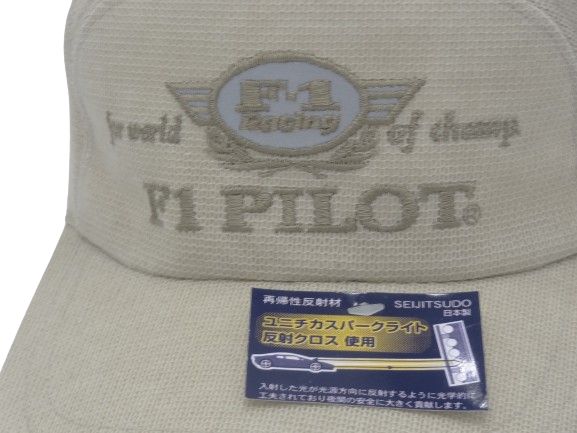 F-1
Racing
for world of champ.
F1 PILOT®
再帰性反射材 SEIJITSUDO
日本製
ユニチカスパークライト
反射クロス 使用
入射した光が光源方向に反射するように光学的に
工夫されており夜間の安全に大きく貢献します。